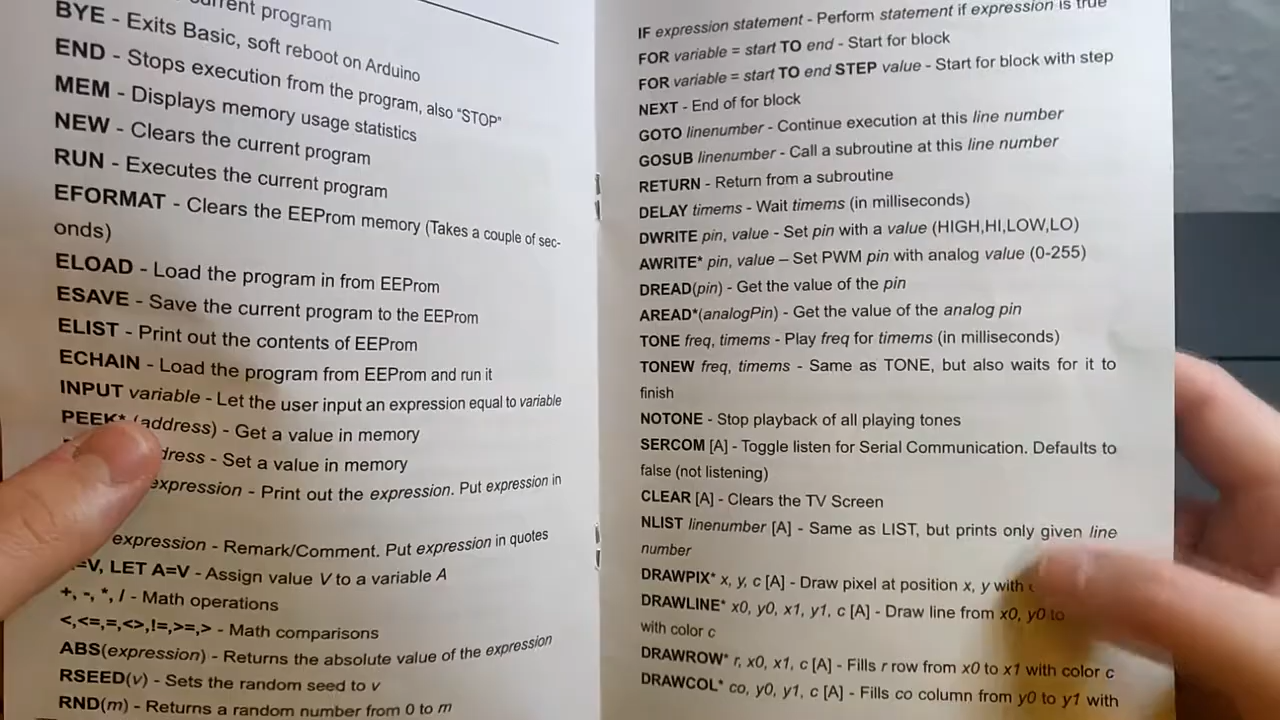 current program
BYE - Exits Basic, soft reboot on Arduino
END - Stops execution from the program, also “STOP”
MEM - Displays memory usage statistics
NEW - Clears the current program
RUN - Executes the current program
EFORMAT - Clears the EEProm memory (Takes a couple of sec-
onds)
ELOAD - Load the program in from EEProm
ESAVE - Save the current program to the EEProm
ELIST - Print out the contents of EEProm
ECHAIN - Load the program from EEProm and run it
INPUT variable - Let the user input an expression equal to variable
PEEK* (address) - Get a value in memory
dress - Set a value in memory
expression - Print out the expression. Put expression in
expression - Remark/Comment. Put expression in quotes
=V, LET A=V - Assign value V to a variable A
+, -, *, / - Math operations
<,<=,=,<>,!=,>=,> - Math comparisons
ABS(expression) - Returns the absolute value of the expression
RSEED(v) - Sets the random seed to v
RND(m) - Returns a random number from 0 to m
IF expression statement - Perform statement if expression is true
FOR variable = start TO end - Start for block
FOR variable = start TO end STEP value - Start for block with step
NEXT - End of for block
GOTO linenumber - Continue execution at this line number
GOSUB linenumber - Call a subroutine at this line number
RETURN - Return from a subroutine
DELAY timems - Wait timems (in milliseconds)
DWRITE pin, value - Set pin with a value (HIGH,HI,LOW,LO)
AWRITE* pin, value – Set PWM pin with analog value (0-255)
DREAD(pin) - Get the value of the pin
AREAD*(analogPin) - Get the value of the analog pin
TONE freq, timems - Play freq for timems (in milliseconds)
TONEW freq, timems - Same as TONE, but also waits for it to
finish
NOTONE - Stop playback of all playing tones
SERCOM [A] - Toggle listen for Serial Communication. Defaults to
false (not listening)
CLEAR [A] - Clears the TV Screen
NLIST linenumber [A] - Same as LIST, but prints only given line
number
DRAWPIX* x, y, c [A] - Draw pixel at position x, y with
DRAWLINE* x0, y0, x1, y1, c [A] - Draw line from x0, y0 to
with color c
DRAWROW* r, x0, x1, c [A] - Fills r row from x0 to x1 with color c
DRAWCOL* co, y0, y1, c [A] - Fills co column from y0 to y1 with